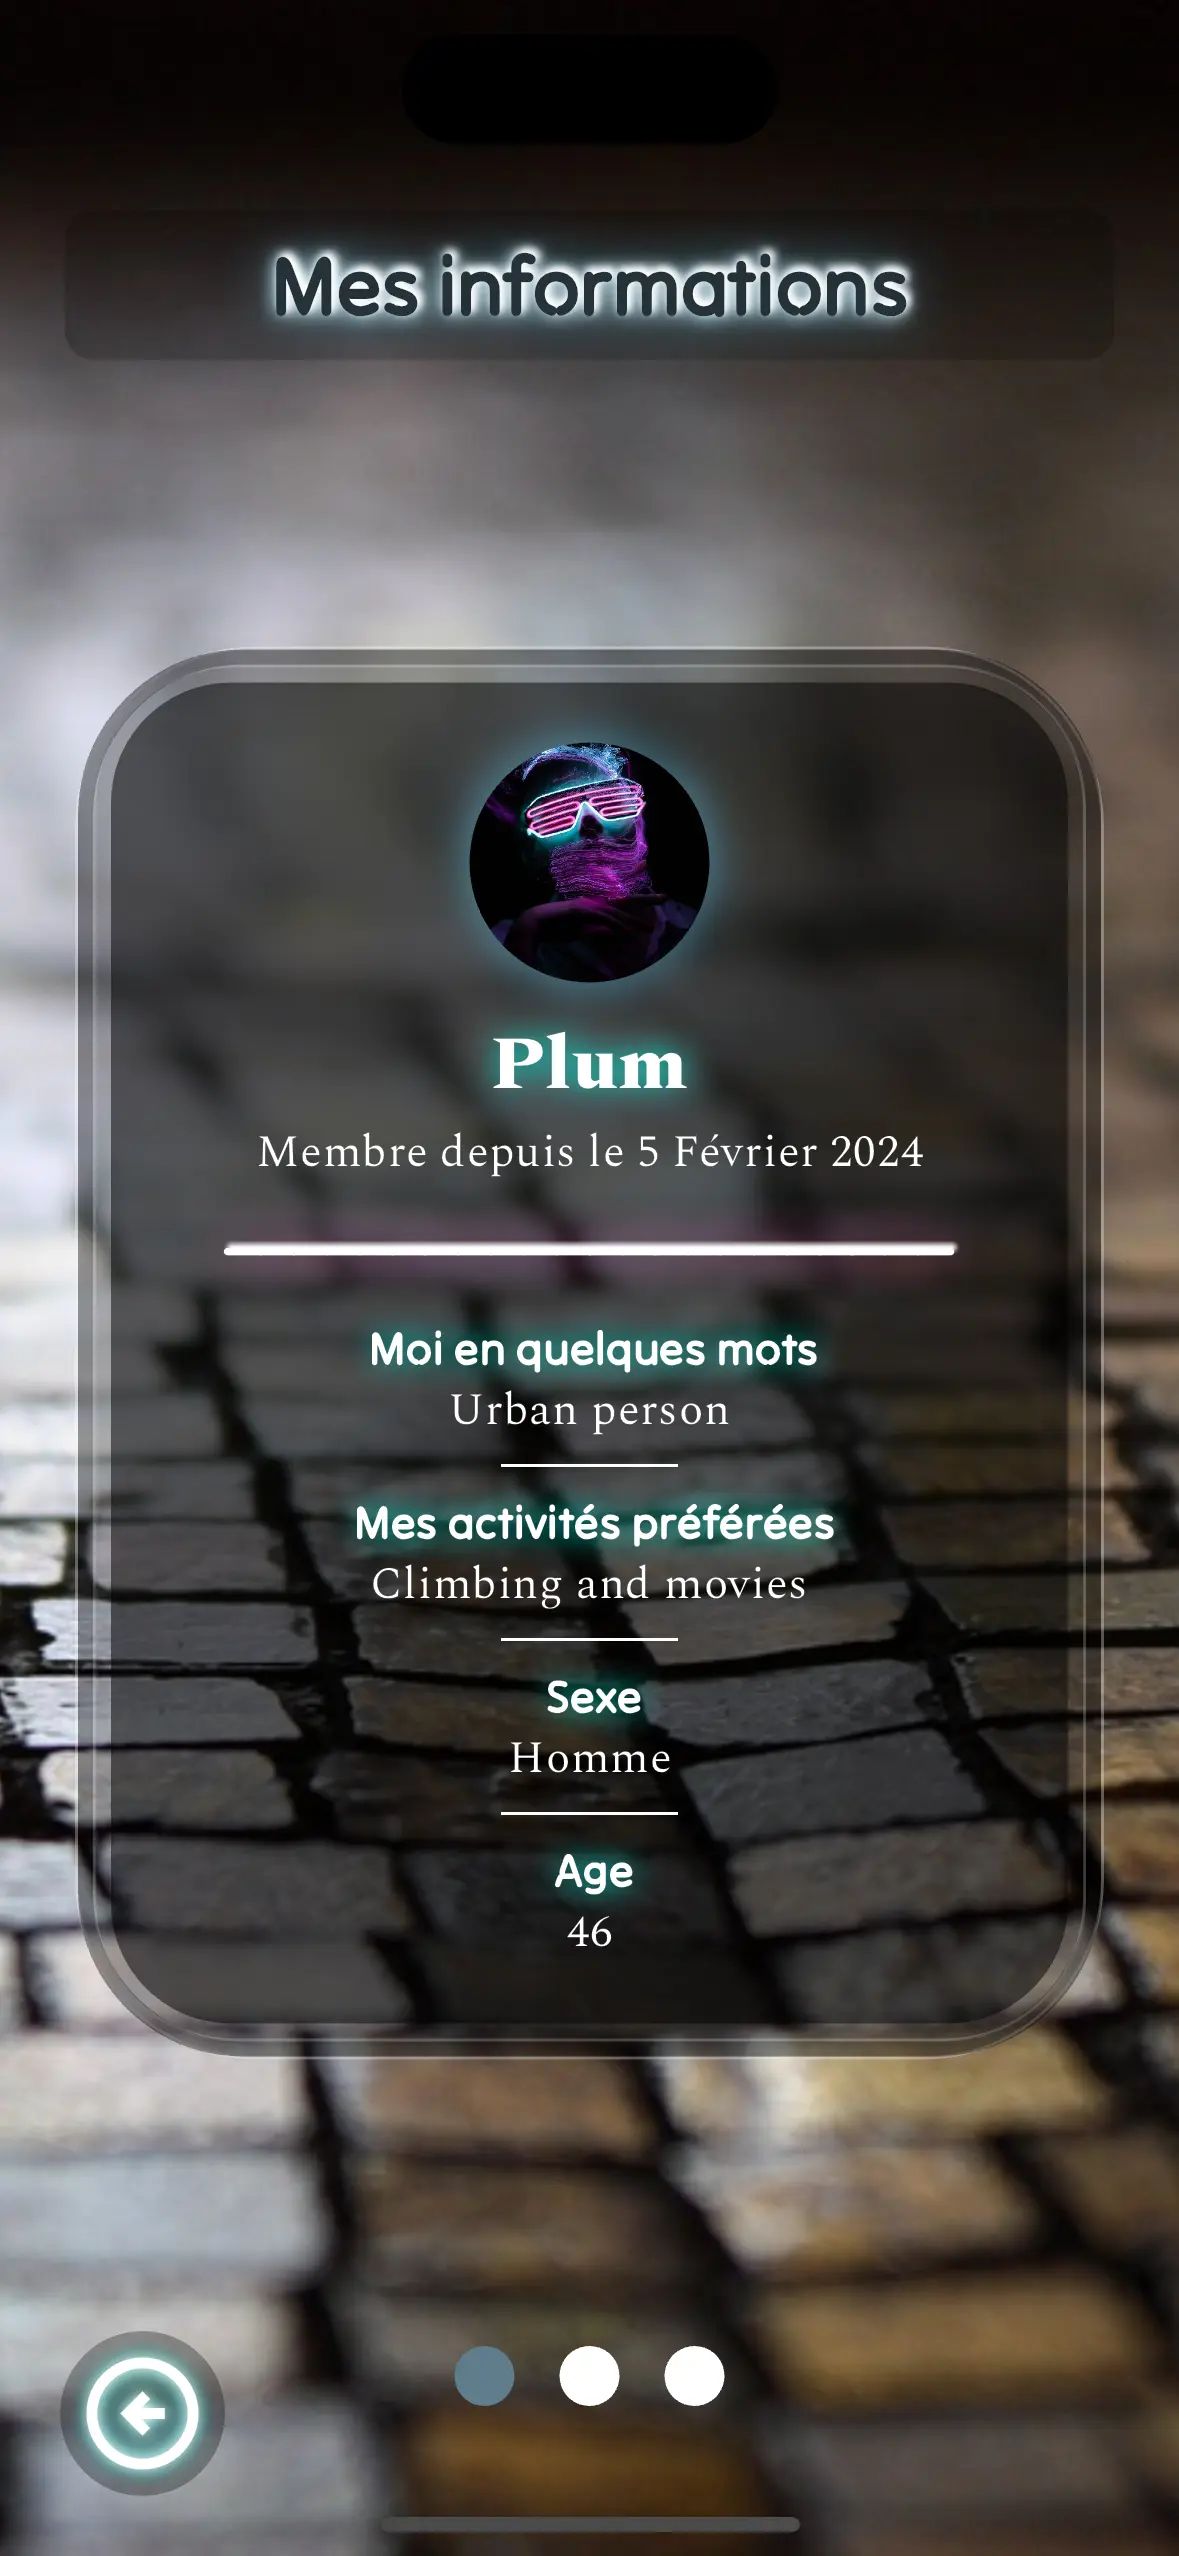 Mes informations
Plum
Membre depuis le 5 Février 2024
Moi en quelques mots
Urban person
Mes activités préférées
Climbing and movies
Sexe
Homme
Age
46